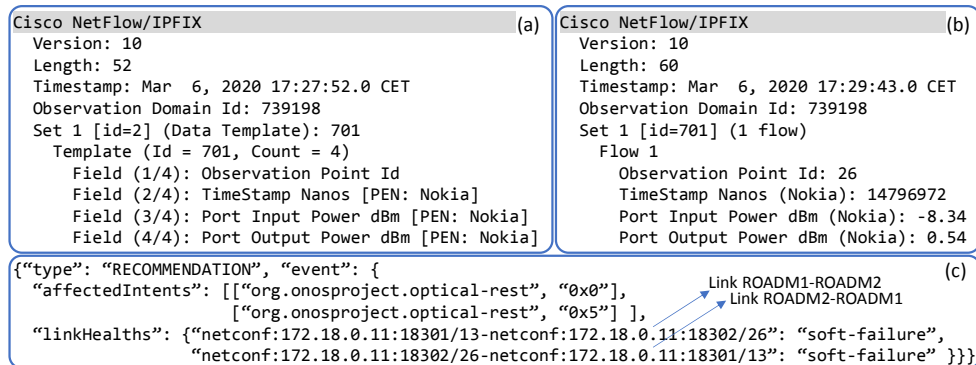 Cisco NetFlow/IPFIX (a)
Version: 10
Length: 52
Timestamp: Mar  6, 2020 17:27:52.0 CET
Observation Domain Id: 739198
Set 1 [id=2] (Data Template): 701
Template (Id = 701, Count = 4)
Field (1/4): Observation Point Id
Field (2/4): TimeStamp Nanos [PEN: Nokia]
Field (3/4): Port Input Power dBm [PEN: Nokia]
Field (4/4): Port Output Power dBm [PEN: Nokia]
Cisco NetFlow/IPFIX (b)
Version: 10
Length: 60
Timestamp: Mar  6, 2020 17:29:43.0 CET
Observation Domain Id: 739198
Set 1 [id=701] (1 flow)
Flow 1
Observation Point Id: 26
TimeStamp Nanos (Nokia): 14796972
Port Input Power dBm (Nokia): -8.34
Port Output Power dBm (Nokia): 0.54
{“type”: “RECOMMENDATION”, “event”: { (c)
“affectedIntents”: [[“org.onosproject.optical-rest”, “0x0”], Link ROADM1-ROADM2
[“org.onosproject.optical-rest”, “0x5”] ], Link ROADM2-ROADM1
“linkHealths”: {“netconf:172.18.0.11:18301/13-netconf:172.18.0.11:18302/26”: “soft-failure”,
“netconf:172.18.0.11:18302/26-netconf:172.18.0.11:18301/13”: “soft-failure” }}}